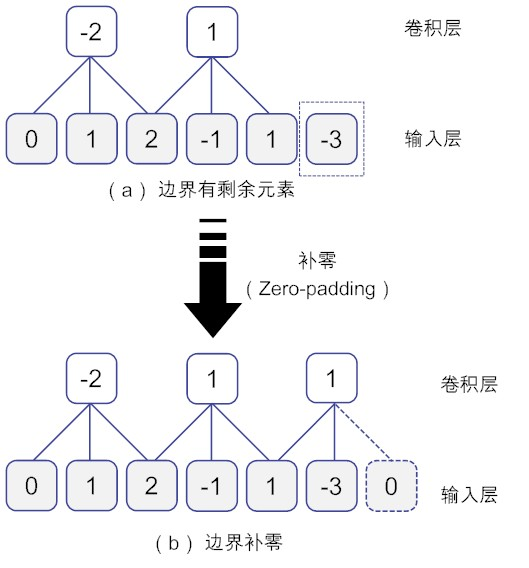 -2 1 卷积层
0 1 2 -1 1 -3 输入层
(a) 边界有剩余元素
补零
(Zero-padding)
-2 1 1 卷积层
0 1 2 -1 1 -3 0 输入层
(b) 边界补零